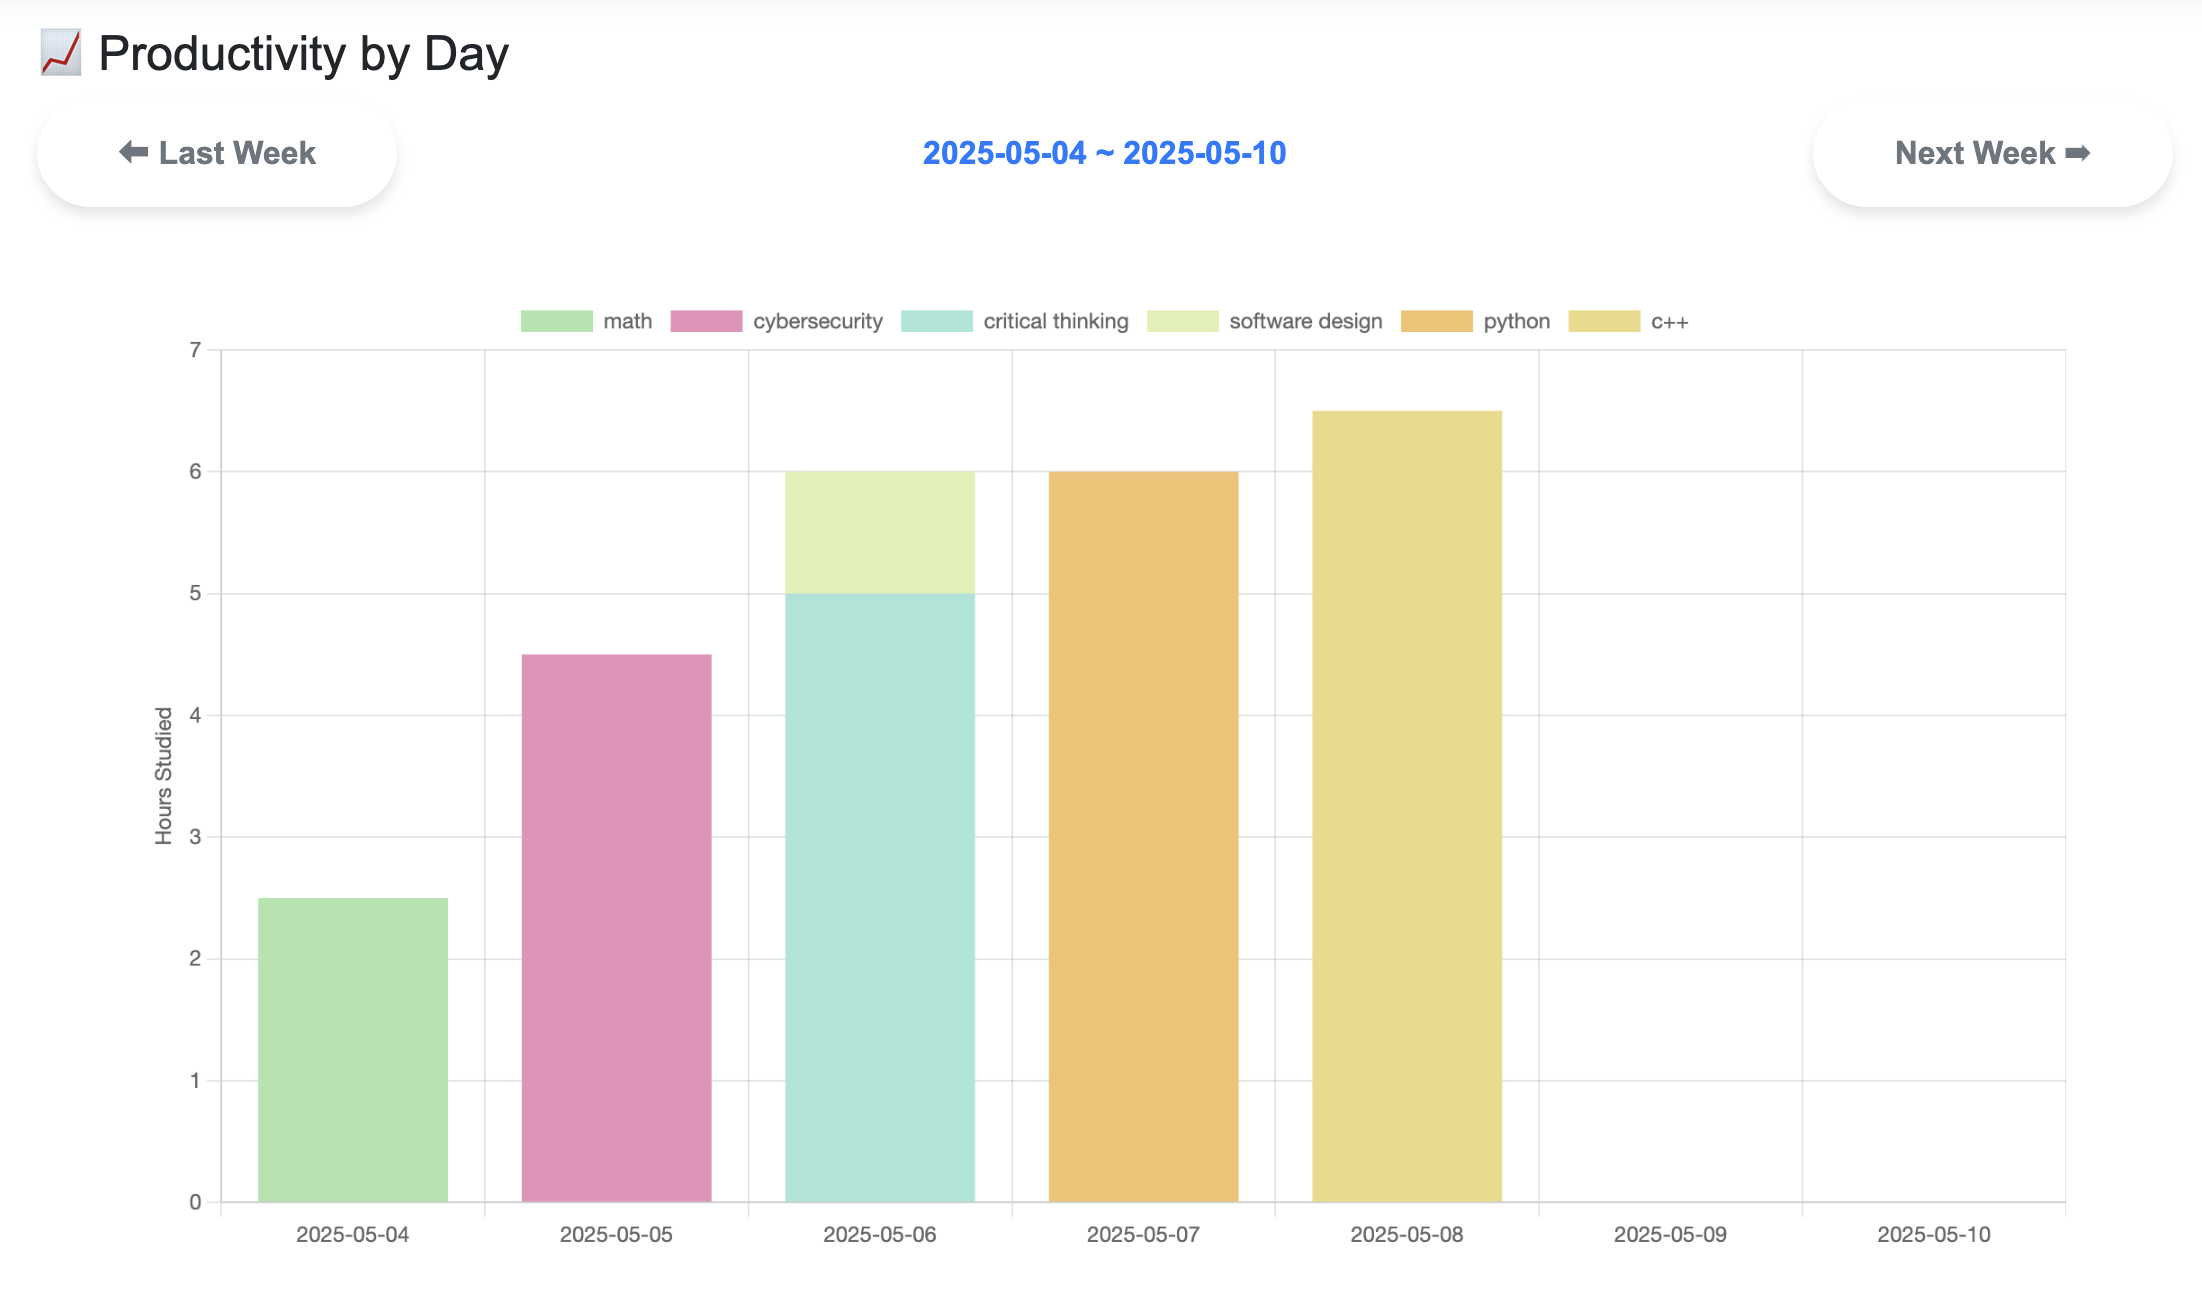 Productivity by Day
⬅ Last Week
2025-05-04 ~ 2025-05-10
Next Week ➡
math cybersecurity critical thinking software design python c++
7
6
5
4
3
2
1
0
Hours Studied
2025-05-04 2025-05-05 2025-05-06 2025-05-07 2025-05-08 2025-05-09 2025-05-10